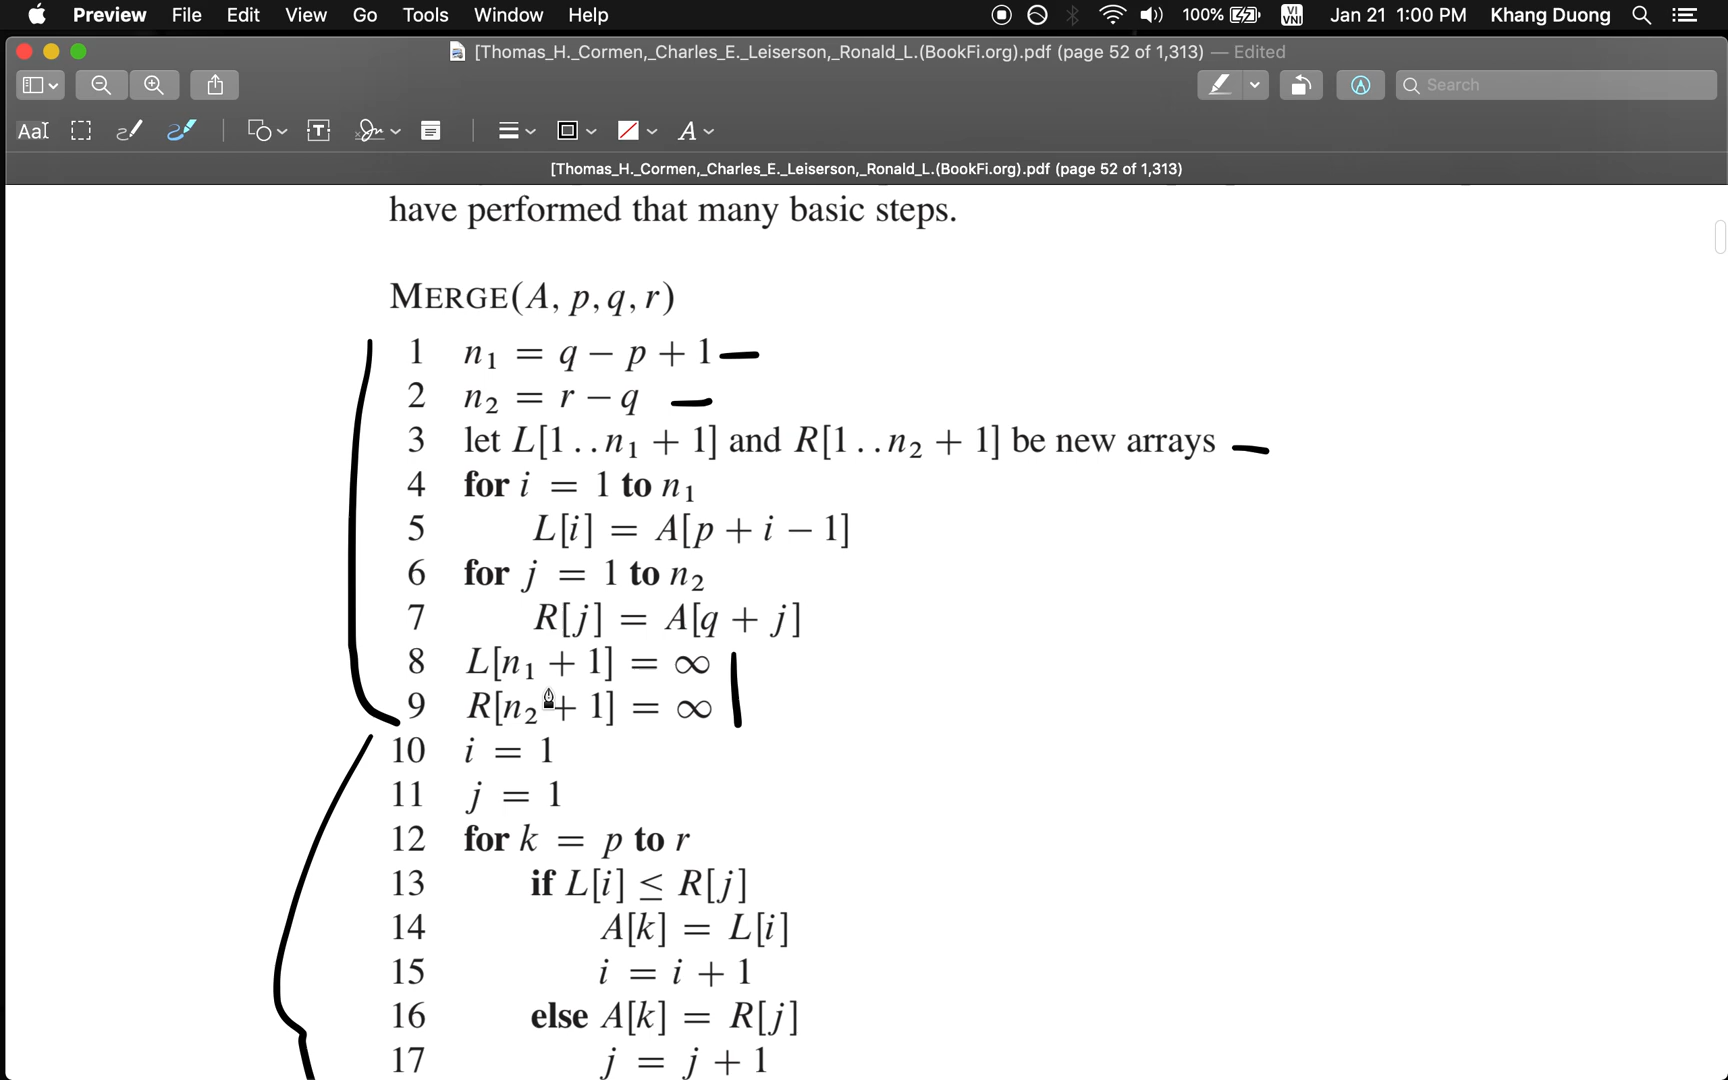 Preview File Edit View Go Tools Window Help 100% VI VNI Jan 21 1:00 PM Khang Duong
[Thomas_H._Cormen,_Charles_E._Leiserson,_Ronald_L.(BookFi.org).pdf (page 52 of 1,313) — Edited
Search
AaI T A
[Thomas_H._Cormen,_Charles_E._Leiserson,_Ronald_L.(BookFi.org).pdf (page 52 of 1,313)
have performed that many basic steps.
MERGE(A, p, q, r)
1 n₁ = q − p + 1
2 n₂ = r − q
3 let L[1 . . n₁ + 1] and R[1 . . n₂ + 1] be new arrays
4 for i = 1 to n₁
5 L[i] = A[p + i − 1]
6 for j = 1 to n₂
7 R[j] = A[q + j]
8 L[n₁ + 1] = ∞
9 R[n₂ + 1] = ∞
10 i = 1
11 j = 1
12 for k = p to r
13 if L[i] ≤ R[j]
14 A[k] = L[i]
15 i = i + 1
16 else A[k] = R[j]
17 j = j + 1